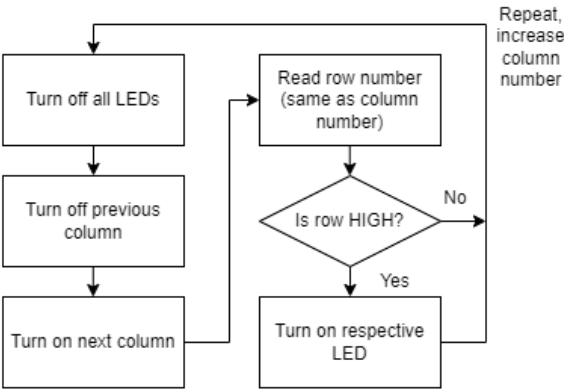 Repeat,
increase
column
number
Turn off all LEDs
Turn off previous
column
Turn on next column
Read row number
(same as column
number)
Is row HIGH?
No
Yes
Turn on respective
LED